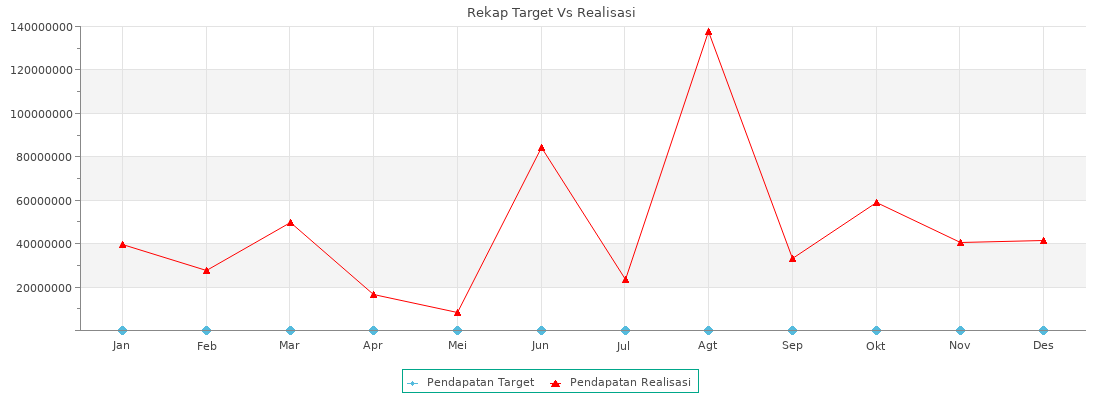 Rekap Target Vs Realisasi
140000000
120000000
100000000
80000000
60000000
40000000
20000000
Jan Feb Mar Apr Mei Jun Jul Agt Sep Okt Nov Des
Pendapatan Target Pendapatan Realisasi